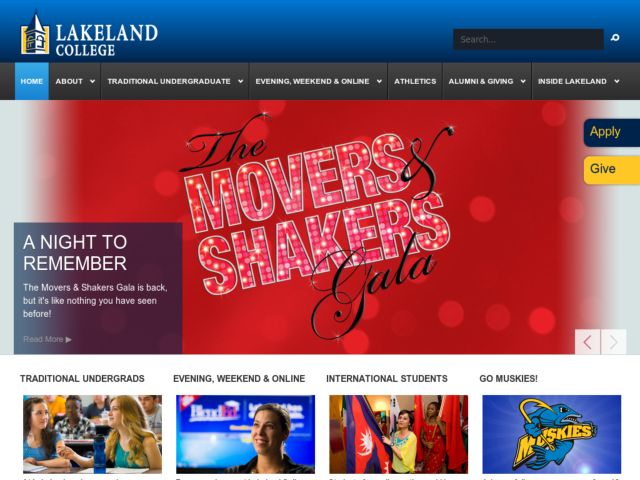 LAKELAND
COLLEGE
Search...
HOME
ABOUT
TRADITIONAL UNDERGRADUATE
EVENING, WEEKEND & ONLINE
ATHLETICS
ALUMNI & GIVING
INSIDE LAKELAND
Apply
Give
The
MOVERS &
SHAKERS
Gala
A NIGHT TO
REMEMBER
The Movers & Shakers Gala is back,
but it's like nothing you have seen
before!
Read More ▶
TRADITIONAL UNDERGRADS
EVENING, WEEKEND & ONLINE
INTERNATIONAL STUDENTS
GO MUSKIES!
BlendEd
MUSKIES